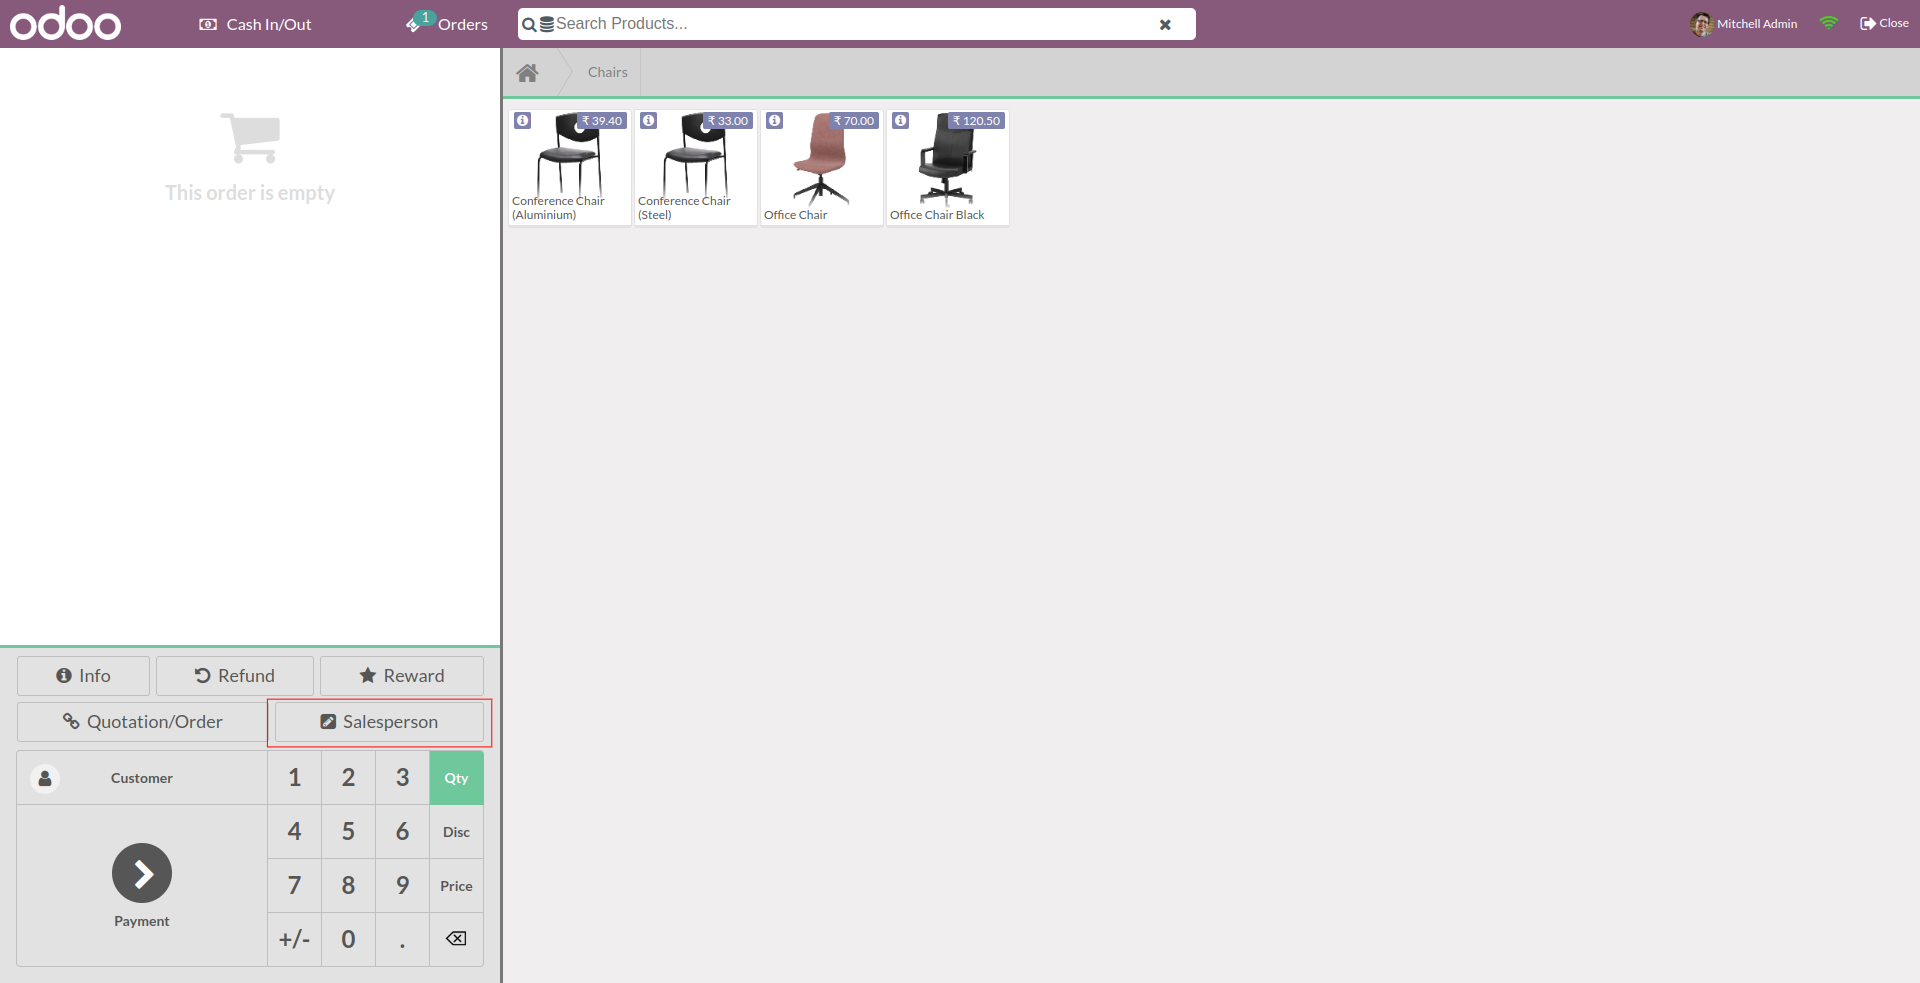 odoo
Cash In/Out
1
Orders
Search Products...
Mitchell Admin
Close
Chairs
This order is empty
₹ 39.40
Conference Chair
(Aluminium)
₹ 33.00
Conference Chair
(Steel)
₹ 70.00
Office Chair
₹ 120.50
Office Chair Black
Info
Refund
Reward
Quotation/Order
Salesperson
Customer
1 2 3 Qty
4 5 6 Disc
7 8 9 Price
+/- 0 .
Payment